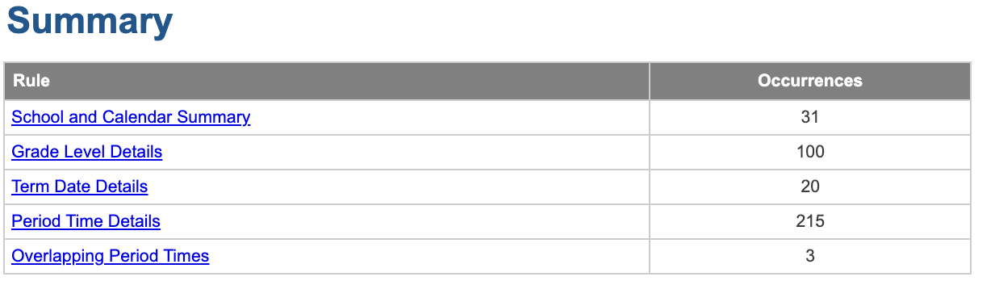 Summary
Rule Occurrences
School and Calendar Summary 31
Grade Level Details 100
Term Date Details 20
Period Time Details 215
Overlapping Period Times 3